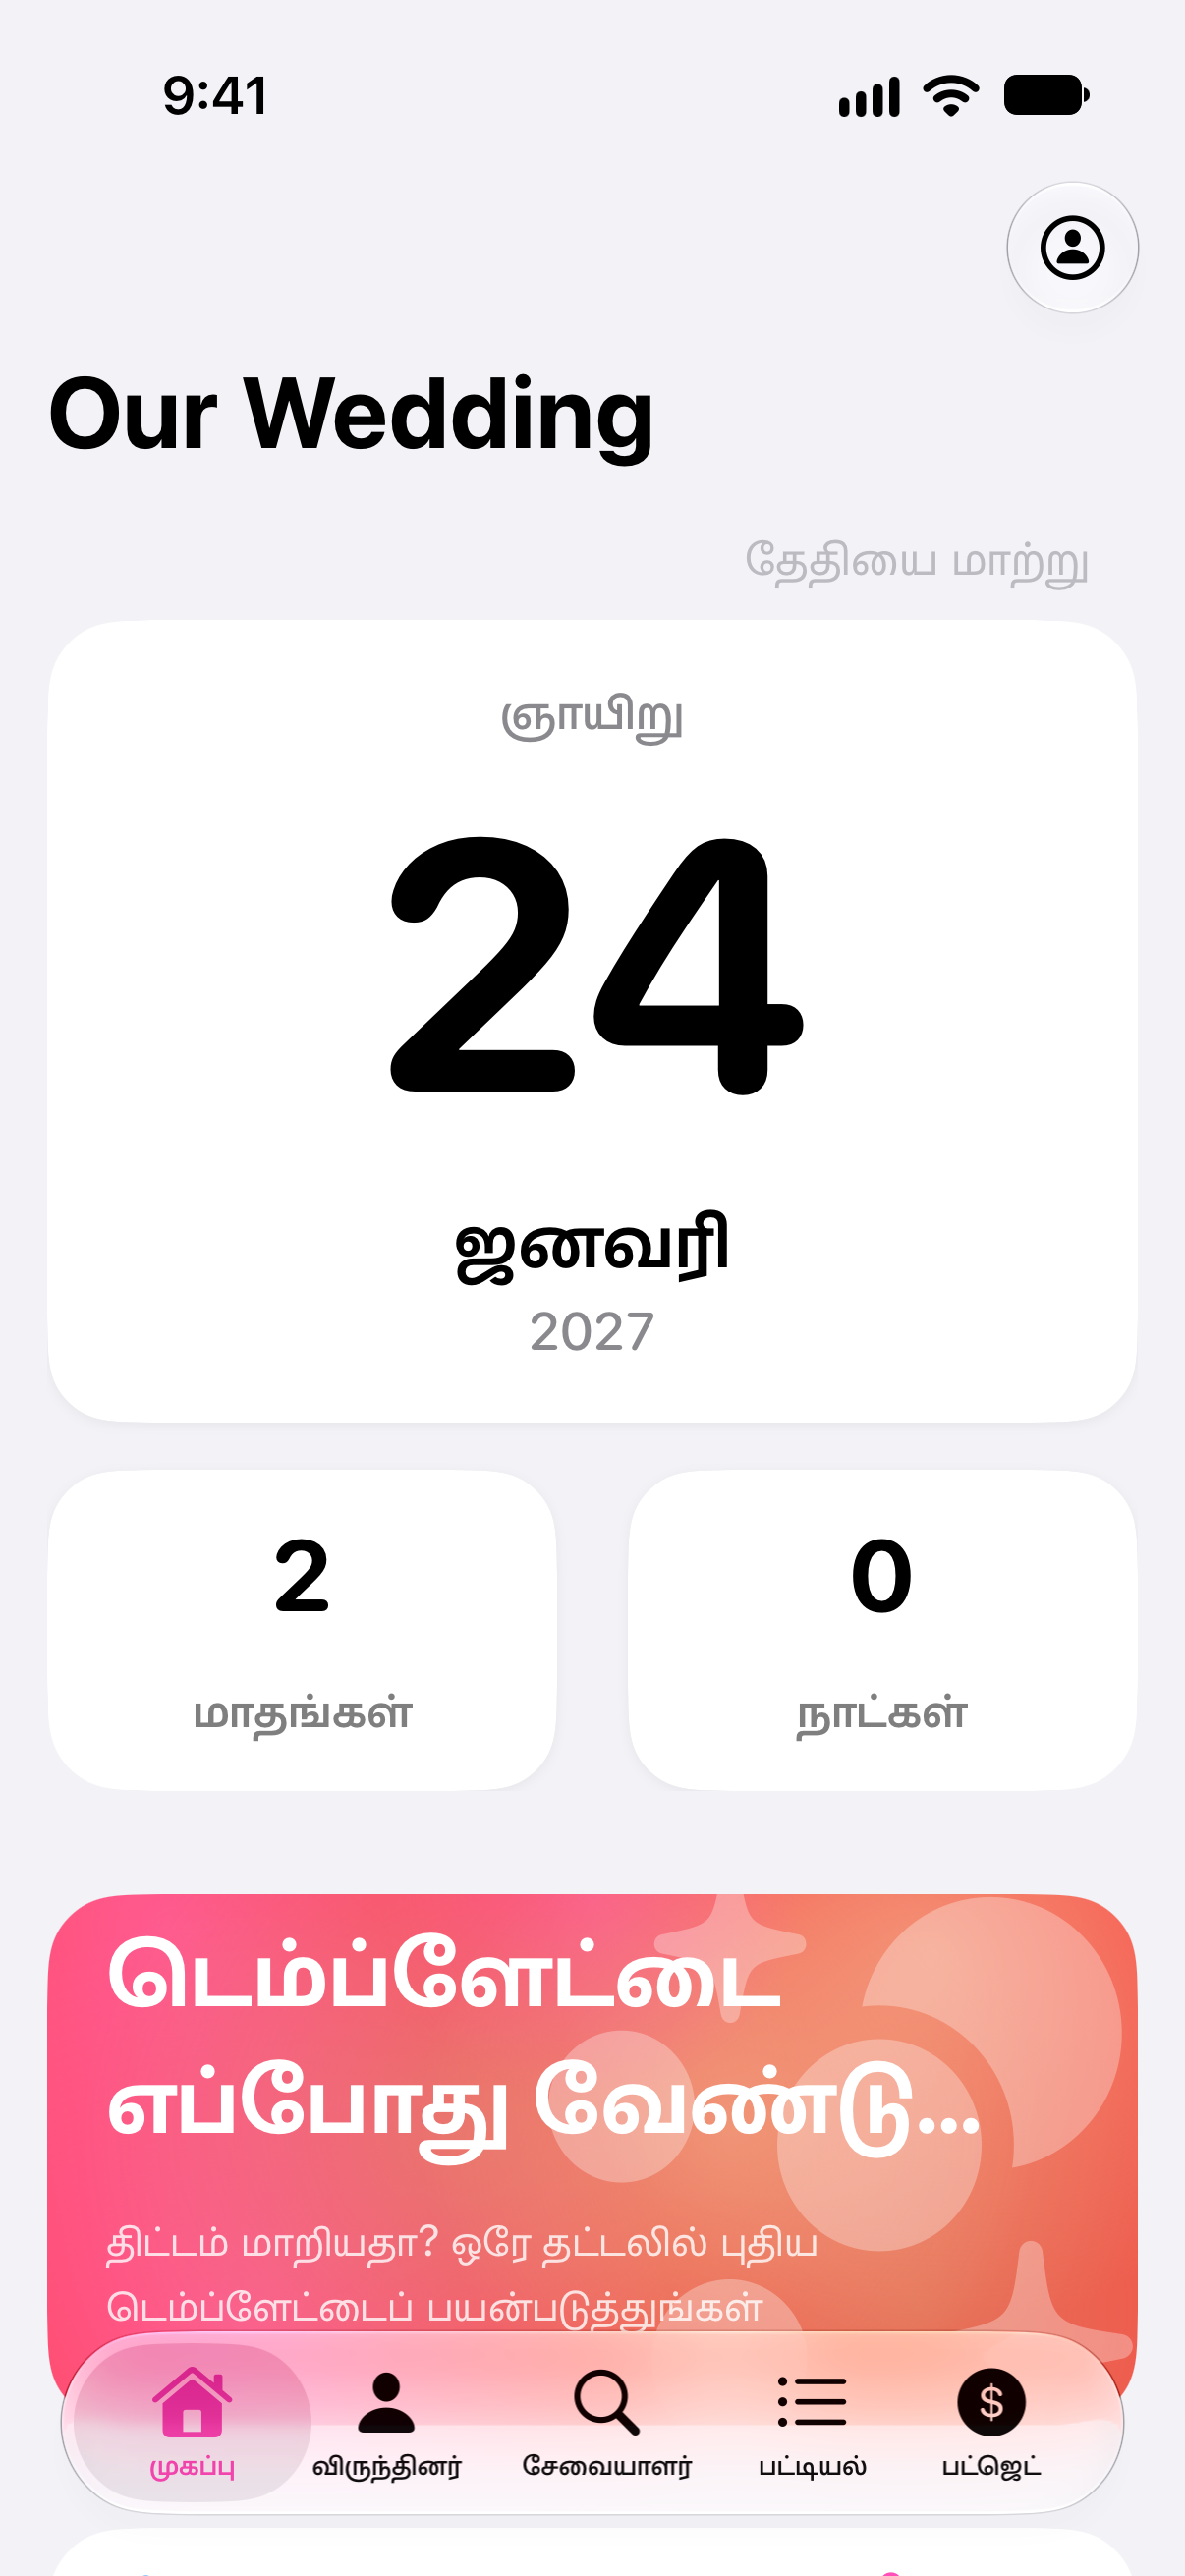 9:41
Our Wedding
தேதியை மாற்று
ஞாயிறு
24
ஜனவரி
2027
2
மாதங்கள்
0
நாட்கள்
டெம்ப்ளேட்டை
எப்போது வேண்டு...
திட்டம் மாறியதா? ஒரே தட்டலில் புதிய
டெம்ப்ளேட்டைப் பயன்படுத்துங்கள்
முகப்பு
விருந்தினர்
சேவையாளர்
பட்டியல்
பட்ஜெட்